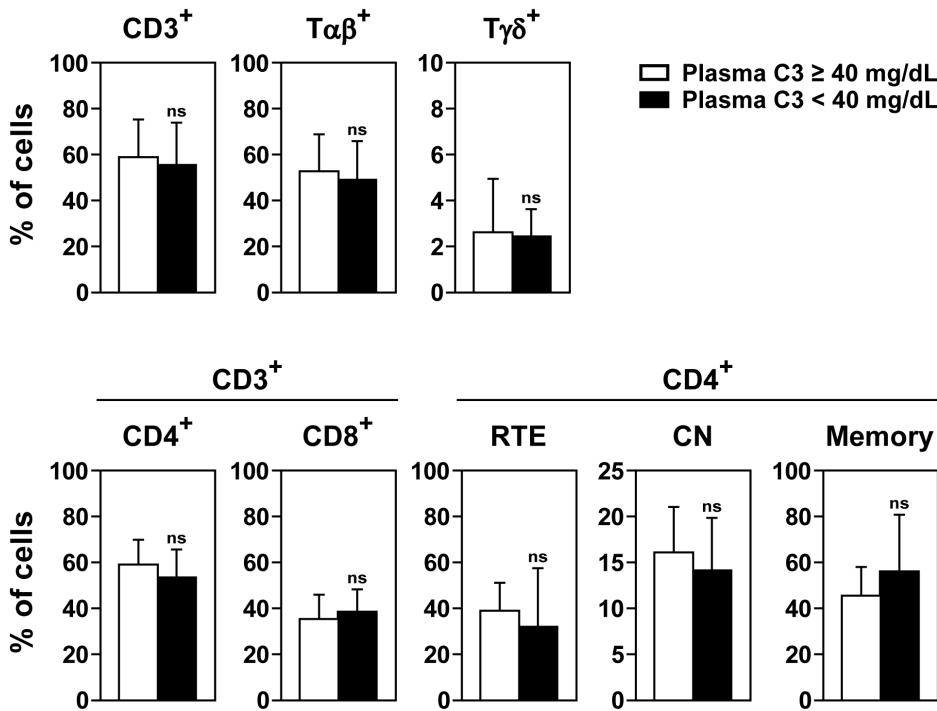 CD3+
Tαβ+
Tγδ+
Plasma C3 ≥ 40 mg/dL
Plasma C3 < 40 mg/dL
% of cells
100
80
60
40
20
0
ns
100
80
60
40
20
0
ns
10
8
6
4
2
0
ns
CD3+
CD4+
CD4+
CD8+
RTE
CN
Memory
% of cells
100
80
60
40
20
0
ns
100
80
60
40
20
0
ns
100
80
60
40
20
0
ns
25
20
15
10
5
0
ns
100
80
60
40
20
0
ns